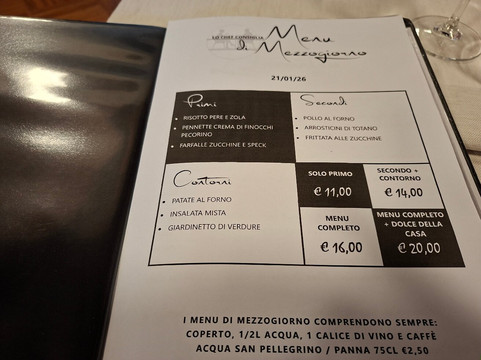 LO CHEF CONSIGLIA
Menu
di Mezzogiorno
21/01/26
Primi
• RISOTTO PERE E ZOLA
• PENNETTE CREMA DI FINOCCHI
PECORINO
• FARFALLE ZUCCHINE E SPECK
Secondi
• POLLO AL FORNO
• ARROSTICINI DI TOTANO
• FRITTATA ALLE ZUCCHINE
Contorni
• PATATE AL FORNO
• INSALATA MISTA
• GIARDINETTO DI VERDURE
SOLO PRIMO
€ 11,00
SECONDO +
CONTORNO
€ 14,00
MENU
COMPLETO
€ 16,00
MENU COMPLETO
+ DOLCE DELLA
CASA
€ 20,00
I MENU DI MEZZOGIORNO COMPRENDONO SEMPRE:
COPERTO, 1/2L ACQUA, 1 CALICE DI VINO E CAFFÈ
ACQUA SAN PELLEGRINO / PANNA 75CL €2,50